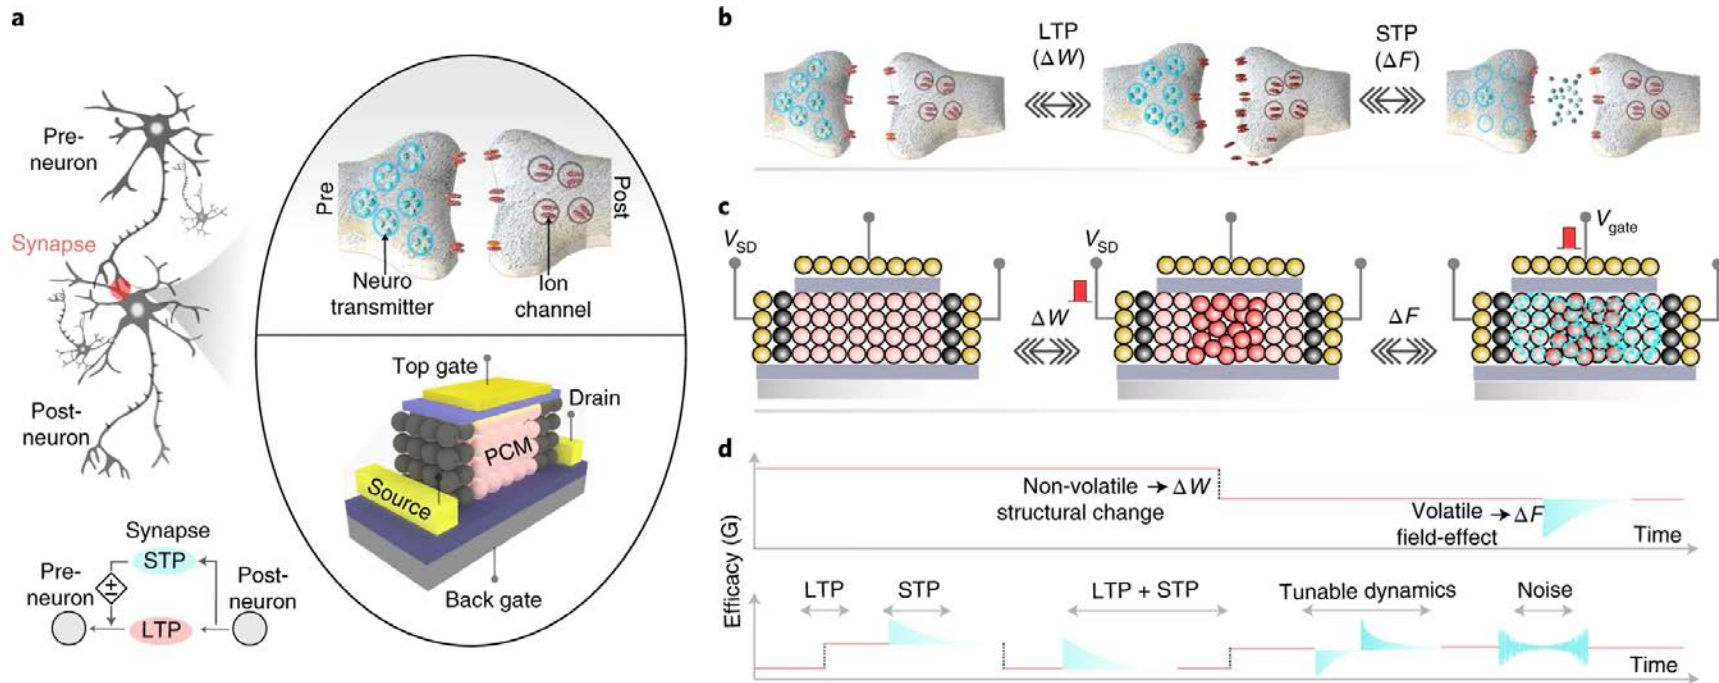 a
Pre-
neuron
Synapse
Post-
neuron
Pre
Post
Neuro
transmitter
Ion
channel
Top gate
Drain
PCM
Source
Back gate
Synapse
STP
Pre-
neuron
±
Post-
neuron
LTP
b
LTP
(ΔW)
STP
(ΔF)
c
V_SD
ΔW
V_SD
ΔF
V_gate
d
Efficacy (G)
Non-volatile → ΔW
structural change
Volatile → ΔF
field-effect
Time
LTP
STP
LTP + STP
Tunable dynamics
Noise
Time